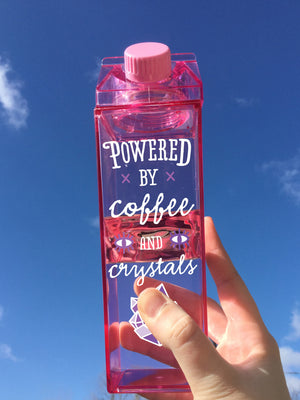 POWERED
BY
coffee
AND
crystals